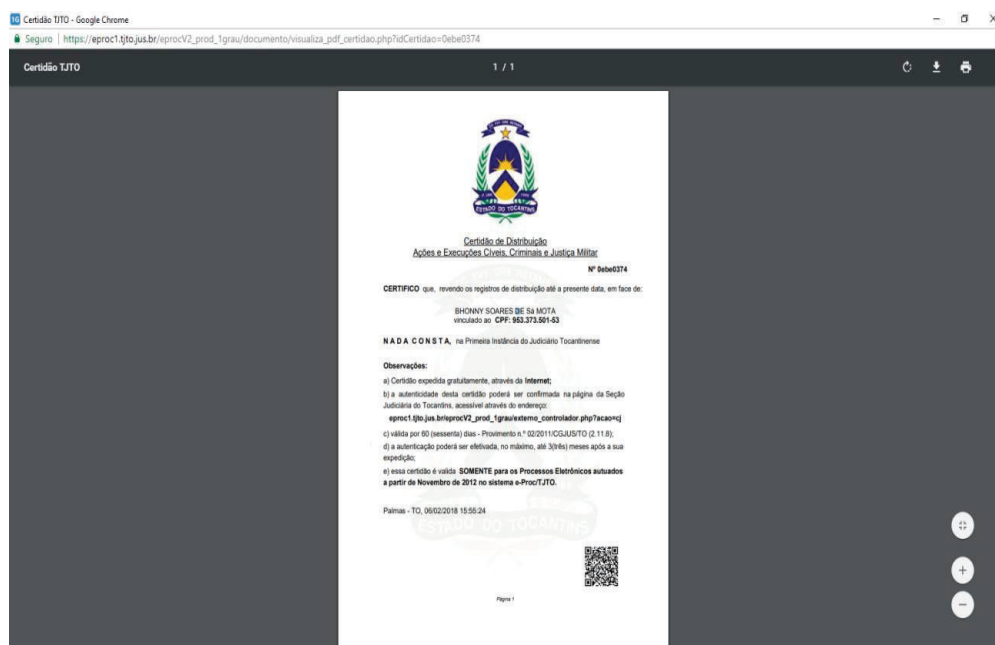 Certidão TJTO - Google Chrome
Seguro | https://eproc1.tjto.jus.br/eprocV2_prod_1grau/documento/visualiza_pdf_certidao.php?idCertidao=0ebe0374
Certidão TJTO
1 / 1
ESTADO DO TOCANTINS
Certidão de Distribuição
Ações e Execuções Cíveis, Criminais e Justiça Militar
Nº 0ebe0374
CERTIFICO que, revendo os registros de distribuição até a presente data, em face de:
BHONNY SOARES DE Sá MOTA
vinculado ao CPF: 953.373.501-53
N A D A C O N S T A, na Primeira Instância do Judiciário Tocantinense
Observações:
a) Certidão expedida gratuitamente, através da Internet;
b) a autenticidade desta certidão poderá ser confirmada na página da Seção
Judiciária do Tocantins, acessível através do endereço:
eproc1.tjto.jus.br/eprocV2_prod_1grau/externo_controlador.php?acao=cj
c) válida por 60 (sessenta) dias - Provimento n.º 02/2011/CGJUS/TO (2.11.8);
d) a autenticação poderá ser efetivada, no máximo, até 3(três) meses após a sua
expedição;
e) essa certidão é valida SOMENTE para os Processos Eletrônicos autuados
a partir de Novembro de 2012 no sistema e-Proc/TJTO.
Palmas - TO, 06/02/2018 15:55:24
ESTADO DO TOCANTINS
Página 1